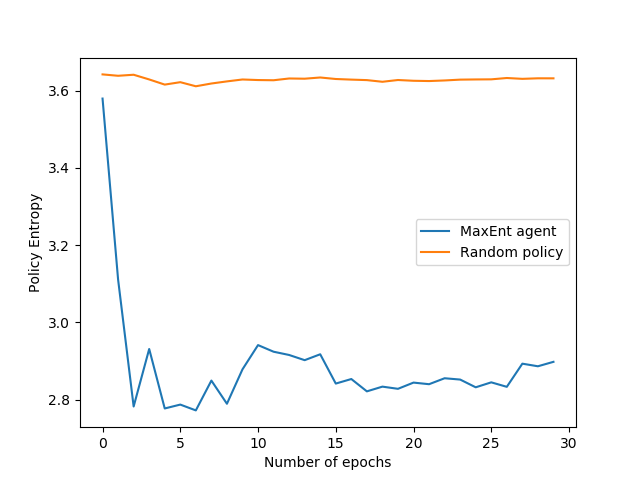 3.6
3.4
3.2
3.0
2.8
Policy Entropy
MaxEnt agent
Random policy
0 5 10 15 20 25 30
Number of epochs